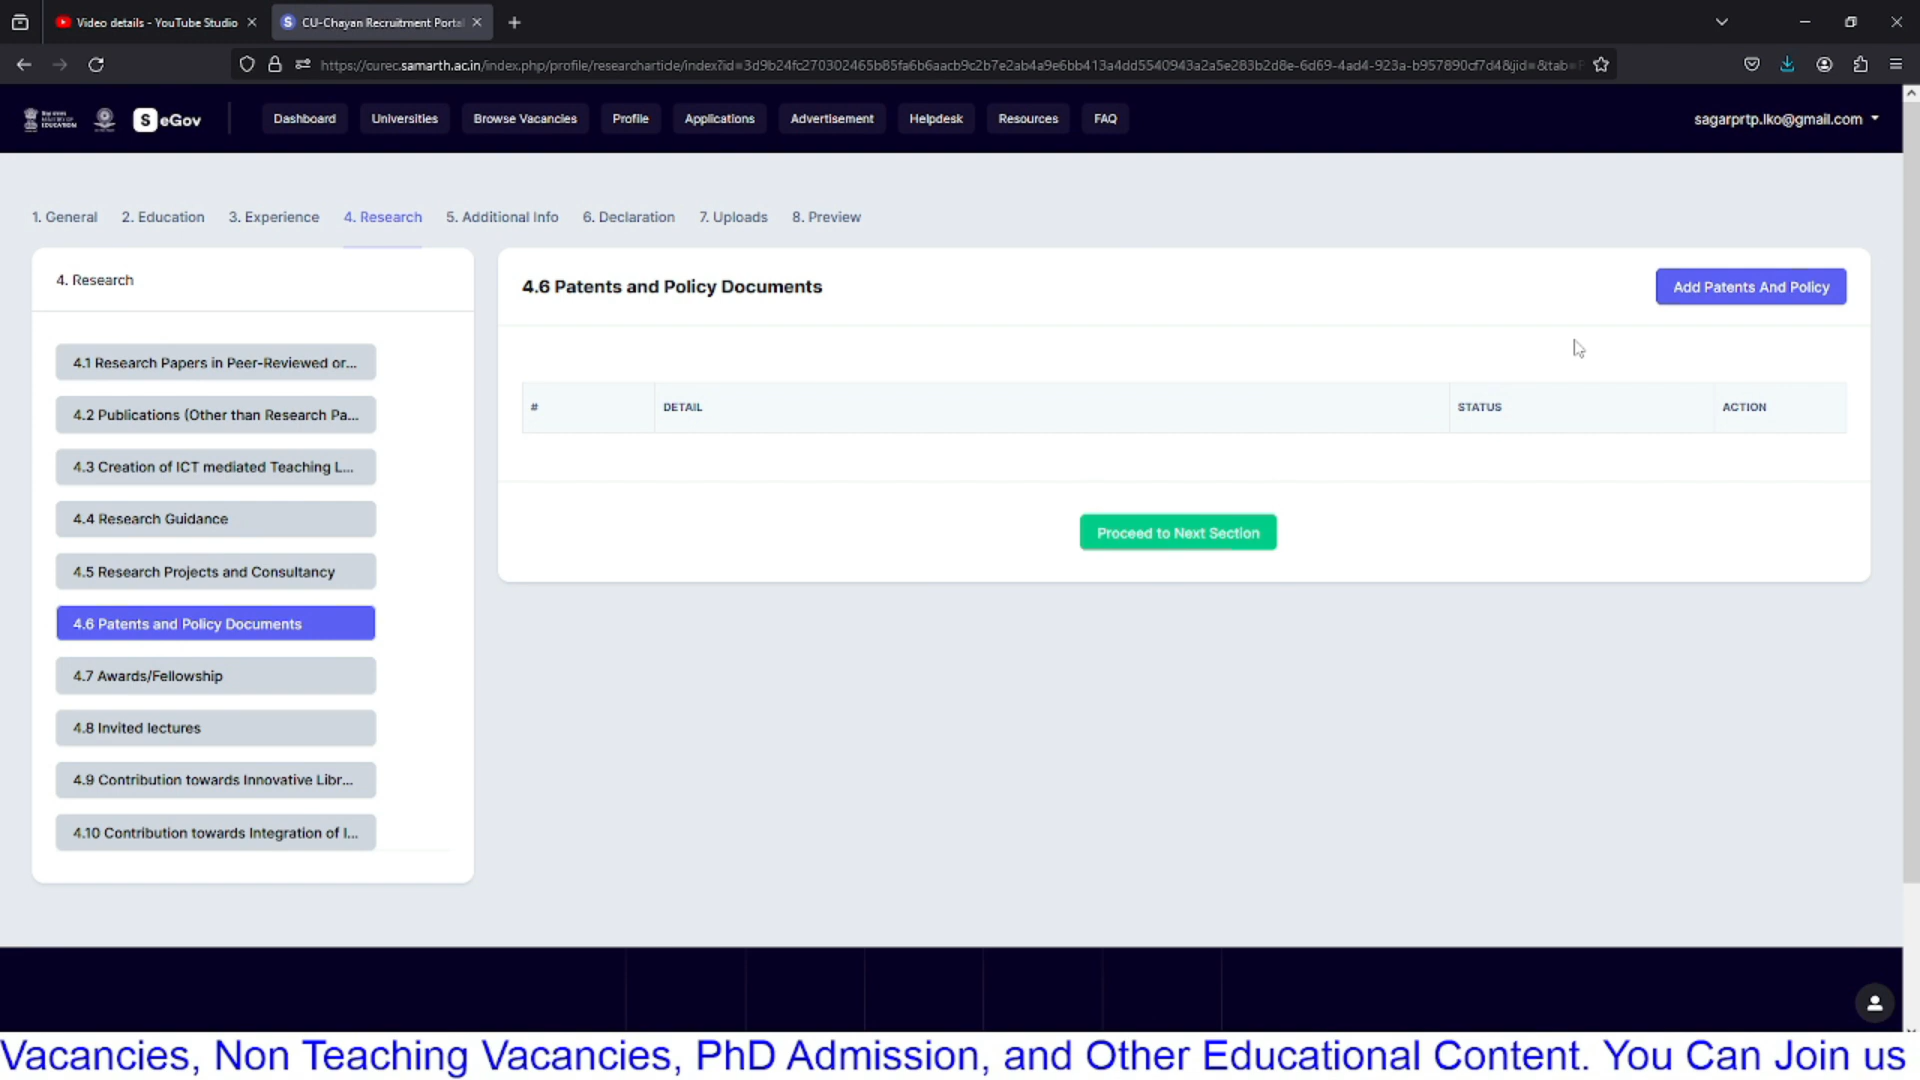 Video details - YouTube Studio
CU-Chayan Recruitment Portal
https://curec.samarth.ac.in/index.php/profile/researcharticle/index?id=3d9b24fc270302465b85fa6b6aacb9c2b7e2ab4a9e6bb413a4dd5540943a2a5e283b2d8e-6d69-4ad4-923a-b957890cf7d4&jid=&tab=
EDUCATION
S eGov
Dashboard
Universities
Browse Vacancies
Profile
Applications
Advertisement
Helpdesk
Resources
FAQ
sagarprtp.lko@gmail.com
1. General
2. Education
3. Experience
4. Research
5. Additional Info
6. Declaration
7. Uploads
8. Preview
4. Research
4.1 Research Papers in Peer-Reviewed or...
4.2 Publications (Other than Research Pa...
4.3 Creation of ICT mediated Teaching L...
4.4 Research Guidance
4.5 Research Projects and Consultancy
4.6 Patents and Policy Documents
4.7 Awards/Fellowship
4.8 Invited lectures
4.9 Contribution towards Innovative Libr...
4.10 Contribution towards Integration of I...
4.6 Patents and Policy Documents
Add Patents And Policy
# DETAIL STATUS ACTION
Proceed to Next Section
Vacancies, Non Teaching Vacancies, PhD Admission, and Other Educational Content. You Can Join us